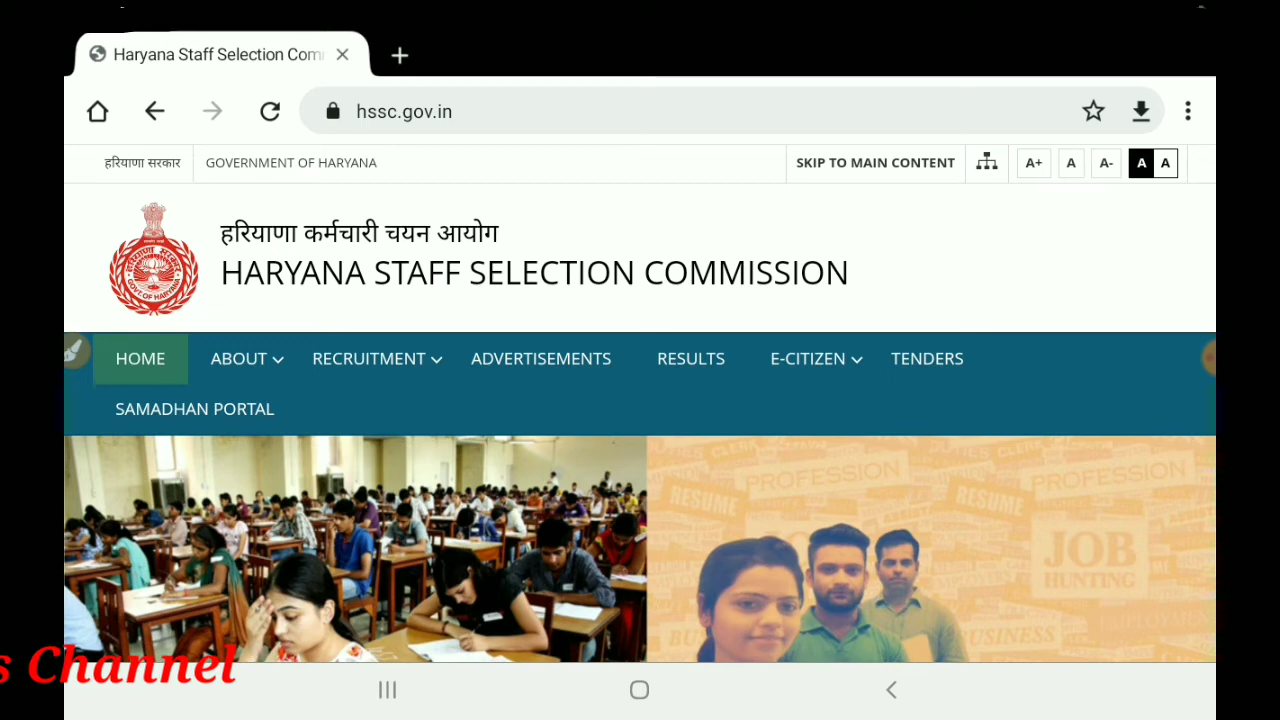 Haryana Staff Selection Com
hssc.gov.in
हरियाणा सरकार GOVERNMENT OF HARYANA SKIP TO MAIN CONTENT A+ A A- A A
हरियाणा कर्मचारी चयन आयोग
HARYANA STAFF SELECTION COMMISSION
HOME ABOUT RECRUITMENT ADVERTISEMENTS RESULTS E-CITIZEN TENDERS
SAMADHAN PORTAL
CLERK
PROFESSION
PROFESSION
RESUME
RESUME
JOB
HUNTING
BUSINESS
s Channel